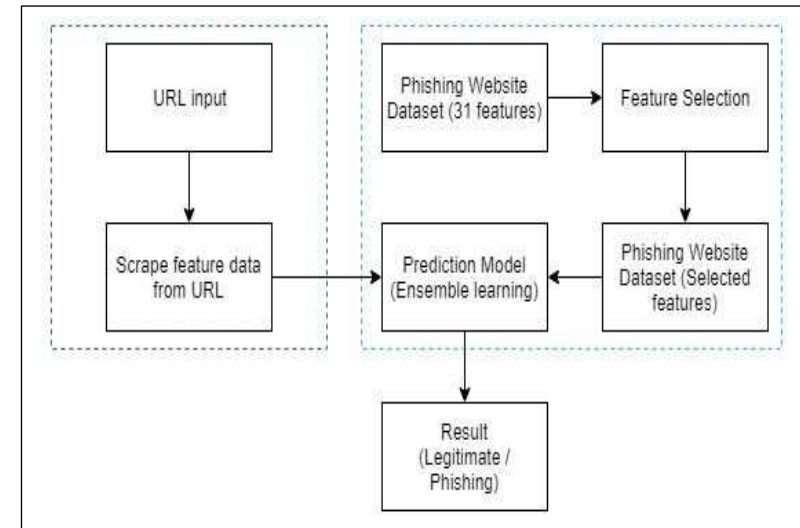 URL input
Phishing Website
Dataset (31 features)
Feature Selection
Scrape feature data
from URL
Prediction Model
(Ensemble learning)
Phishing Website
Dataset (Selected
features)
Result
(Legitimate /
Phishing)